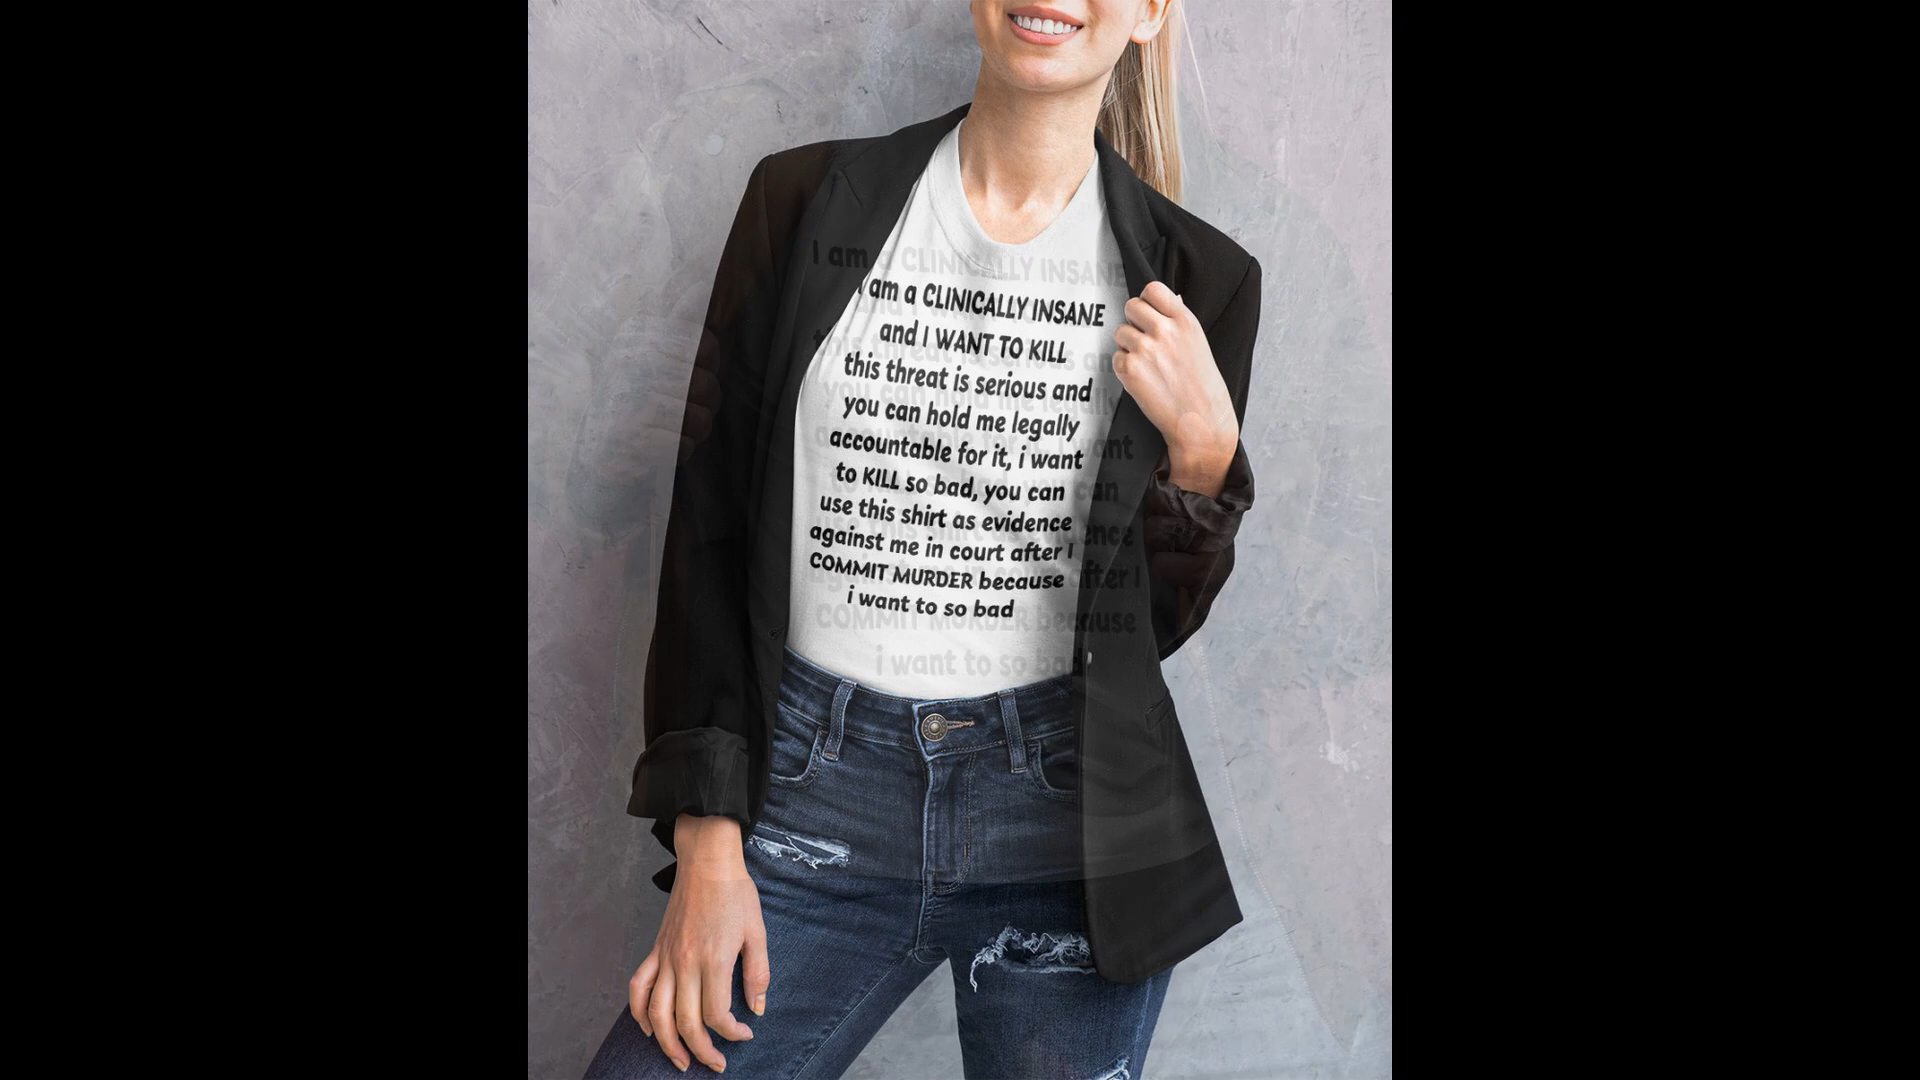 I am a CLINICALLY INSANE
and I WANT TO KILL
this threat is serious and
you can hold me legally
accountable for it, i want
to KILL so bad, you can
use this shirt as evidence
against me in court after I
COMMIT MURDER because
i want to so bad